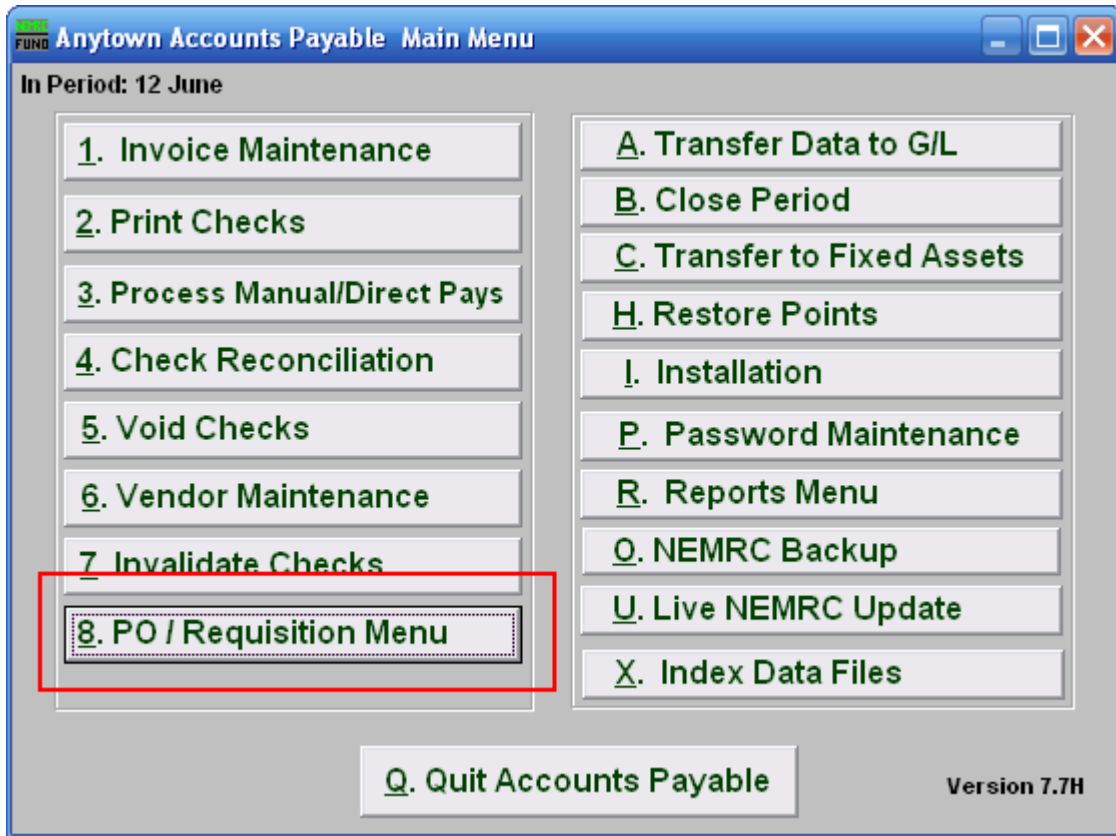 NEMRC
FUND Anytown Accounts Payable Main Menu
In Period: 12 June
1. Invoice Maintenance
2. Print Checks
3. Process Manual/Direct Pays
4. Check Reconciliation
5. Void Checks
6. Vendor Maintenance
7. Invalidate Checks
8. PO / Requisition Menu
A. Transfer Data to G/L
B. Close Period
C. Transfer to Fixed Assets
H. Restore Points
I. Installation
P. Password Maintenance
R. Reports Menu
O. NEMRC Backup
U. Live NEMRC Update
X. Index Data Files
Q. Quit Accounts Payable
Version 7.7H